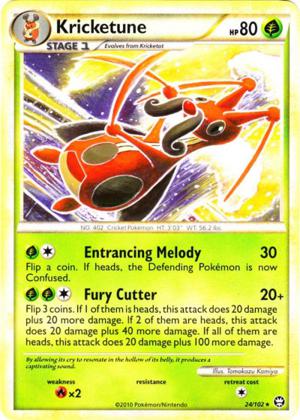 Kricketune HP 80
STAGE 1 Evolves from Kricketot
NO. 402 Cricket Pokémon HT: 3'03" WT: 56.2 lbs.
Entrancing Melody 30
Flip a coin. If heads, the Defending Pokémon is now
Confused.
Fury Cutter 20+
Flip 3 coins. If 1 of them is heads, this attack does 20 damage
plus 20 more damage. If 2 of them are heads, this attack
does 20 damage plus 40 more damage. If all of them are
heads, this attack does 20 damage plus 100 more damage.
By allowing its cry to resonate in the hollow of its belly, it produces a
captivating sound.
Illus. Tomokazu Komiya
weakness resistance retreat cost
×2
©2010 Pokémon/Nintendo
24/102 ★